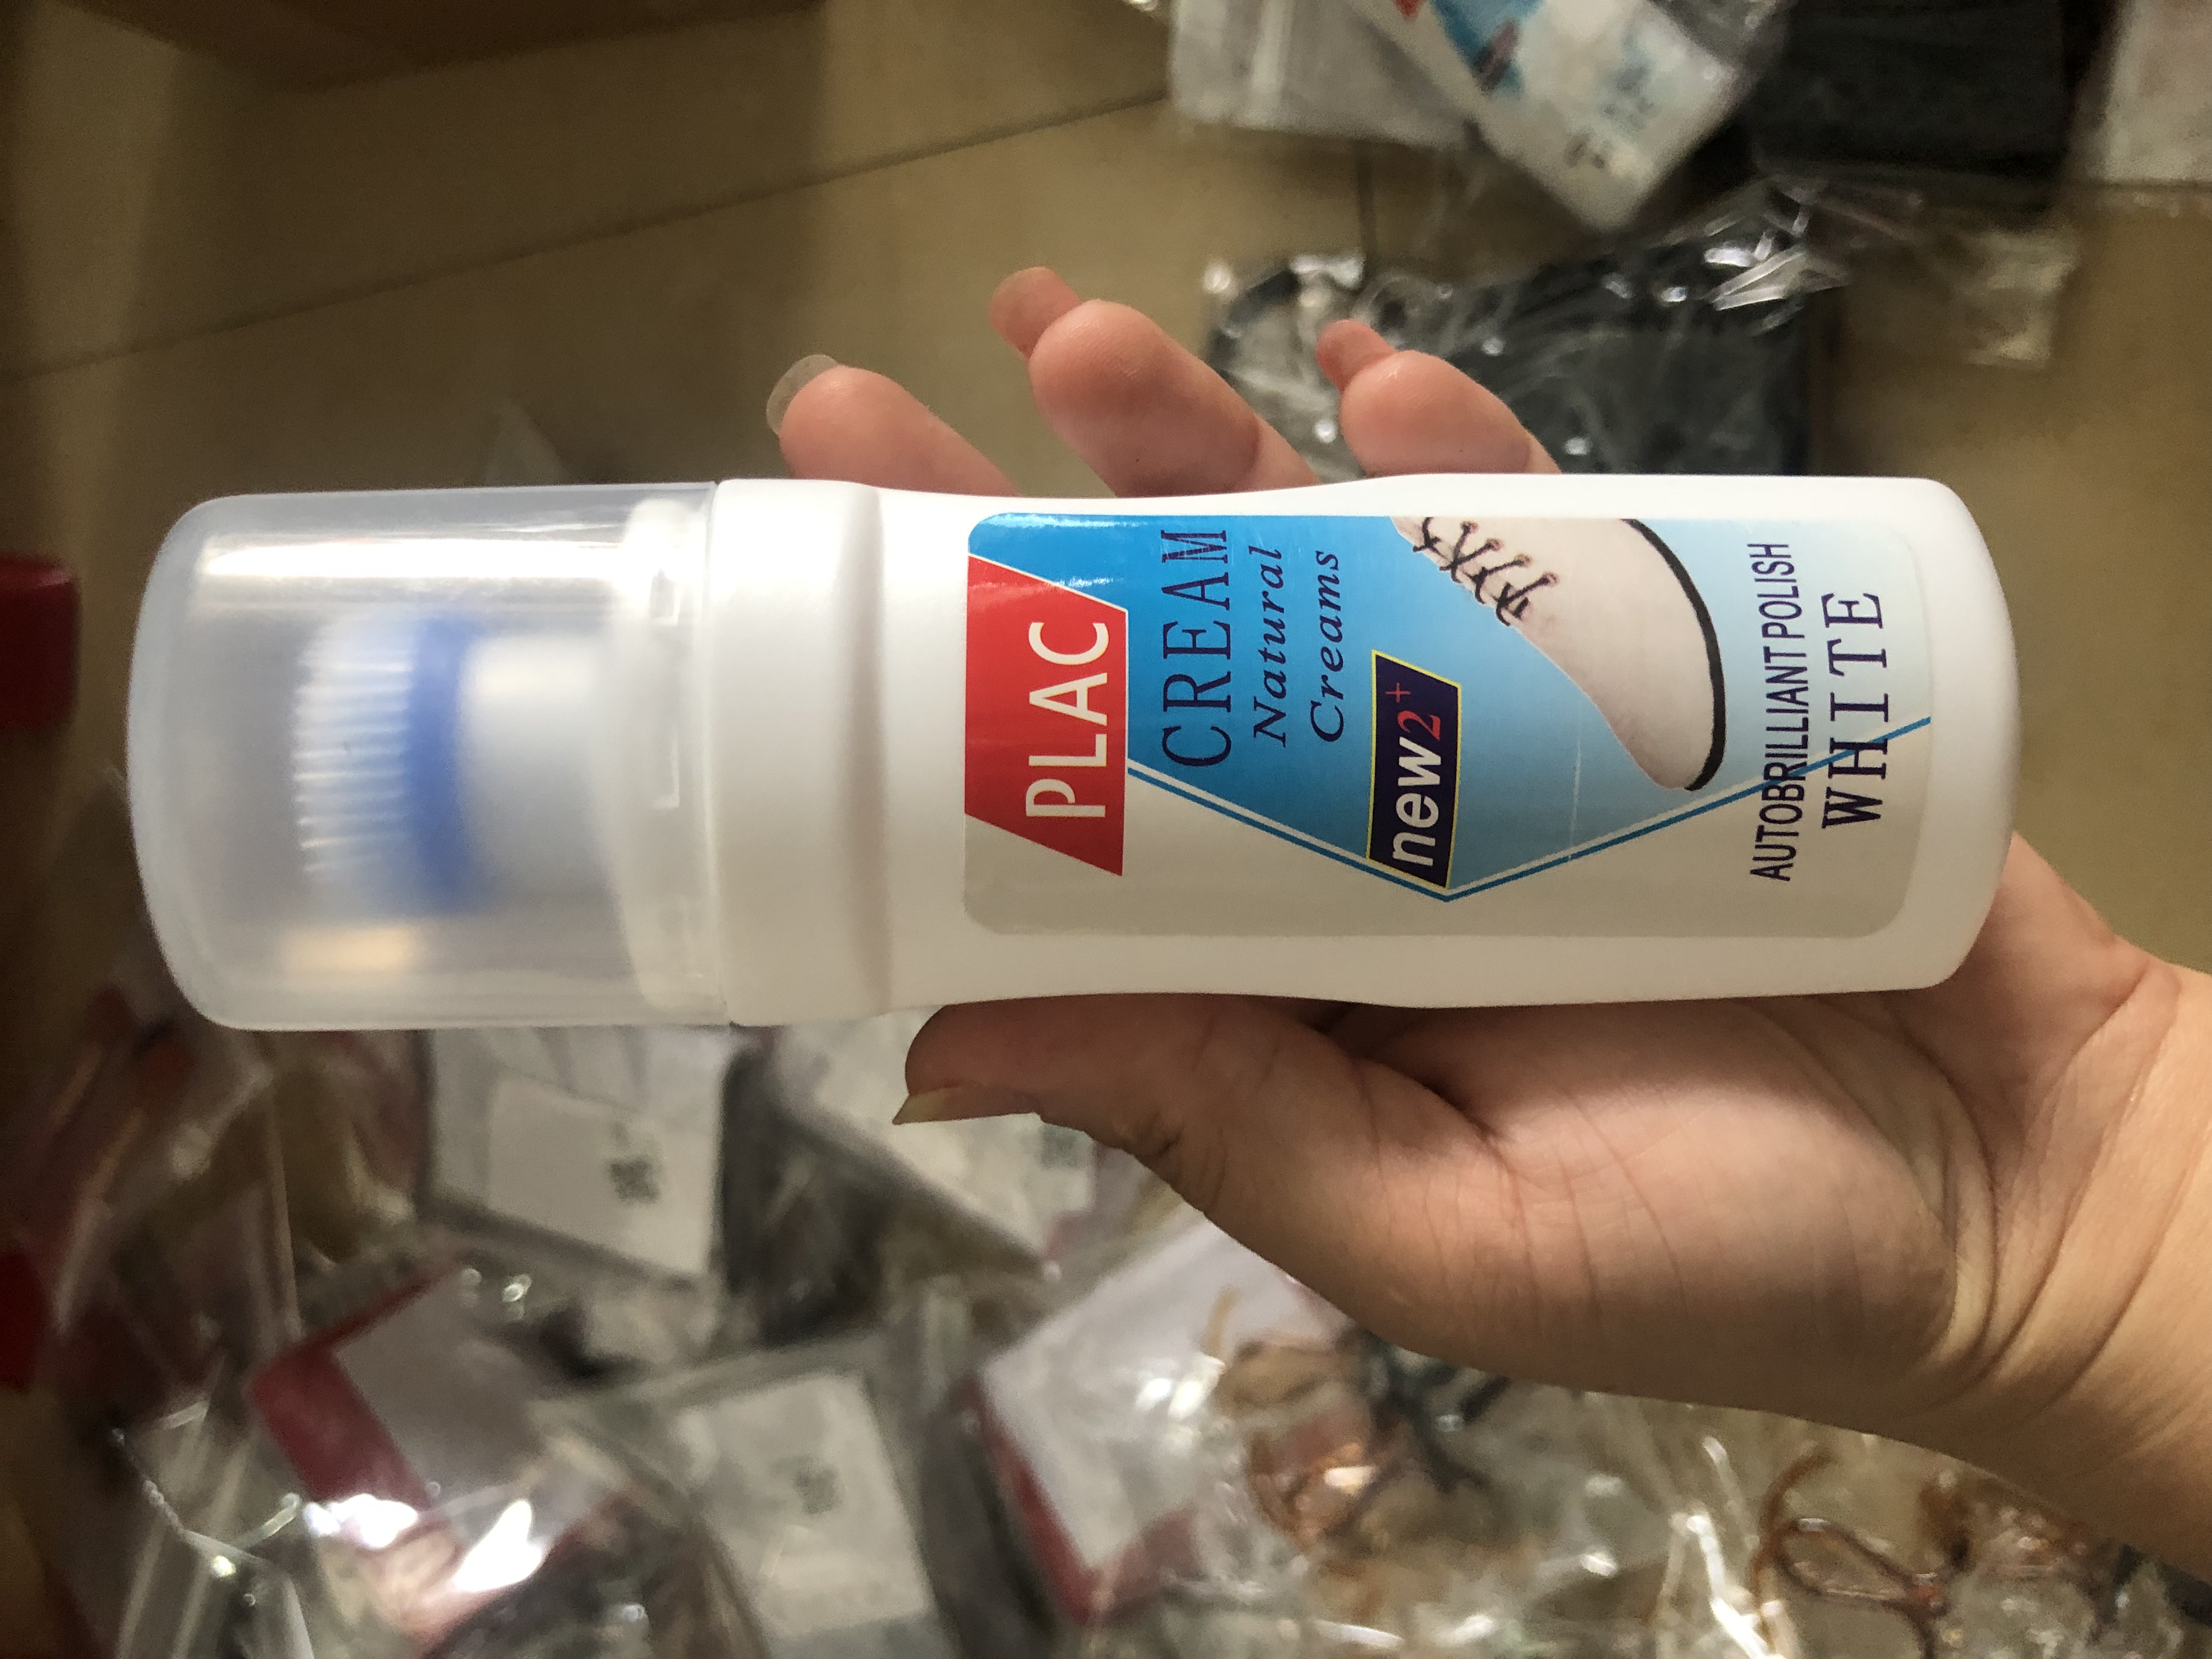 PLAC
CREAM
Natural
Creams
new2+
AUTOBRILLIANT POLISH
WHITE